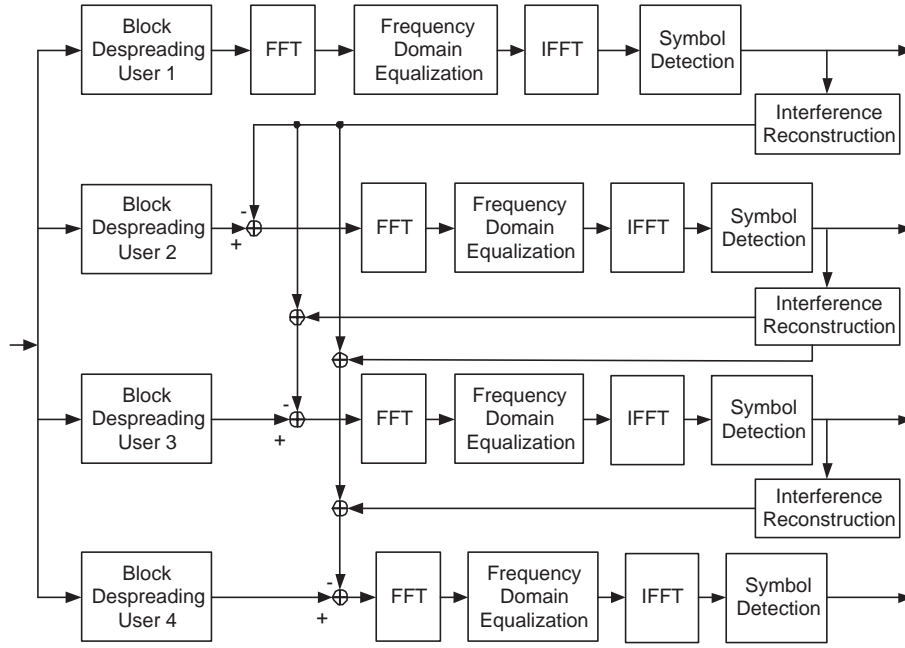 Block
Despreading
User 1
FFT
Frequency
Domain
Equalization
IFFT
Symbol
Detection
Interference
Reconstruction
Block
Despreading
User 2
-
+
FFT
Frequency
Domain
Equalization
IFFT
Symbol
Detection
Interference
Reconstruction
Block
Despreading
User 3
-
+
FFT
Frequency
Domain
Equalization
IFFT
Symbol
Detection
Interference
Reconstruction
Block
Despreading
User 4
-
+
FFT
Frequency
Domain
Equalization
IFFT
Symbol
Detection